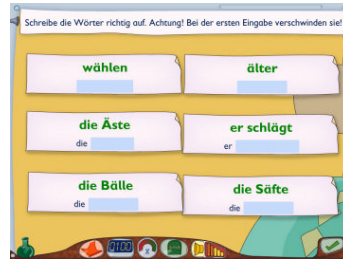 Schreibe die Wörter richtig auf. Achtung! Bei der ersten Eingabe verschwinden sie!
wählen
älter
die Äste
die
er schlägt
er
die Bälle
die
die Säfte
die